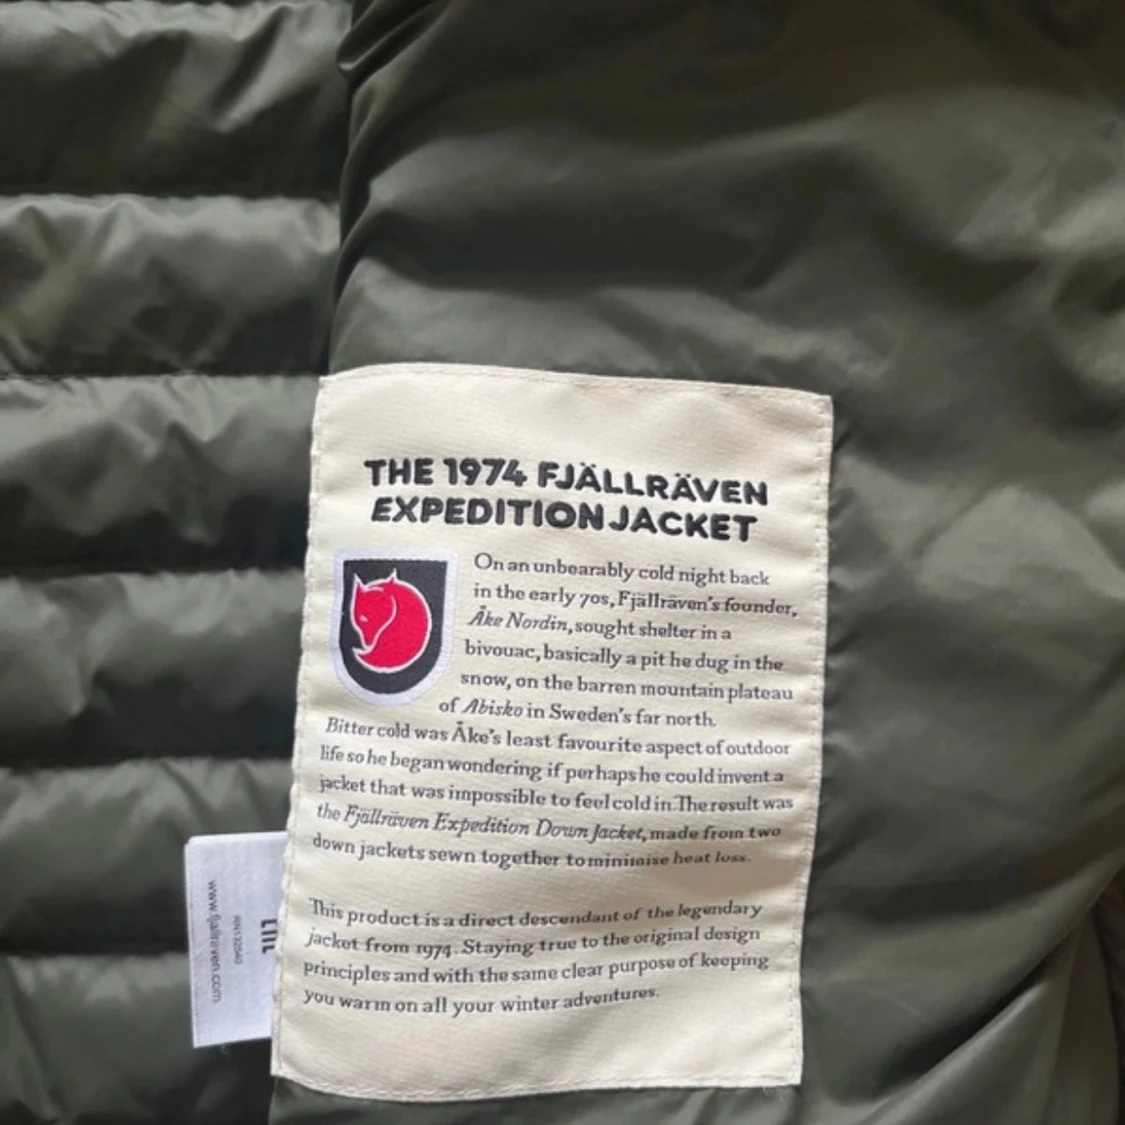 THE 1974 FJÄLLRÄVEN
EXPEDITION JACKET
On an unbearably cold night back
in the early 70s, Fjällräven's founder,
Åke Nordin, sought shelter in a
bivouac, basically a pit he dug in the
snow, on the barren mountain plateau
of Abisko in Sweden's far north.
Bitter cold was Åke's least favourite aspect of outdoor
life so he began wondering if perhaps he could invent a
jacket that was impossible to feel cold in. The result was
the Fjällräven Expedition Down Jacket, made from two
down jackets sewn together to minimise heat loss.
This product is a direct descendant of the legendary
jacket from 1974. Staying true to the original design
principles and with the same clear purpose of keeping
you warm on all your winter adventures.
www.fjallraven.com